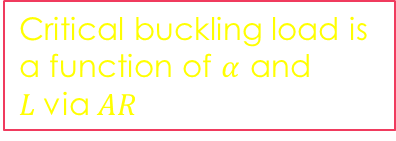 Critical buckling load is
a function of 𝛼 and
𝐿 via 𝐴𝑅